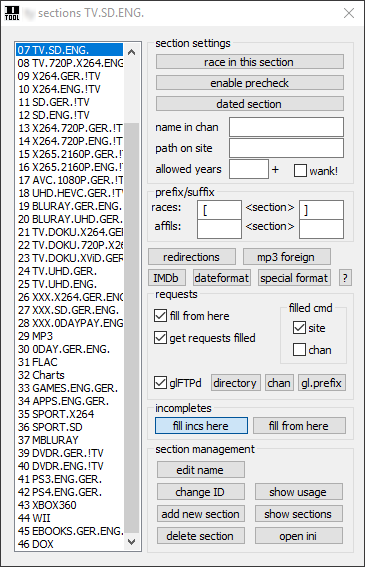 II TOOL
sections TV.SD.ENG.
07 TV.SD.ENG.
08 TV.720P.X264.ENG
09 X264.GER.!TV
10 X264.ENG.!TV
11 SD.GER.!TV
12 SD.ENG.!TV
13 X264.720P.GER.!TV
14 X264.720P.ENG.!TV
15 X265.2160P.GER.!T
16 X265.2160P.ENG.!T
17 AVC.1080P.GER.!TV
18 UHD.HEVC.GER.!TV
19 BLURAY.GER.ENG.
20 BLURAY.UHD.GER.
21 TV.DOKU.X264.GER
22 TV.DOKU.720P.X26
23 TV.DOKU.XViD.GER
24 TV.UHD.GER.
25 TV.UHD.ENG.
26 XXX.X264.GER.ENG
27 XXX.SD.GER.ENG.
28 XXX.0DAYPAY.ENG
29 MP3
30 0DAY.GER.ENG.
31 FLAC
32 Charts
33 GAMES.ENG.GER.
34 APPS.ENG.GER.
35 SPORT.X264
36 SPORT.SD
37 MBLURAY
39 DVDR.GER.!TV
40 DVDR.ENG.!TV
41 PS3.ENG.GER.
42 PS4.ENG.GER.
43 XBOX360
44 WII
45 EBOOKS.GER.ENG.
46 DOX
section settings
race in this section
enable precheck
dated section
name in chan
path on site
allowed years + wank!
prefix/suffix
races: [ <section> ]
affils: <section>
redirections mp3 foreign
IMDb dateformat special format ?
requests
fill from here
get requests filled
filled cmd
site
chan
glFTPd directory chan gl.prefix
incompletes
fill incs here fill from here
section management
edit name
change ID show usage
add new section show sections
delete section open ini